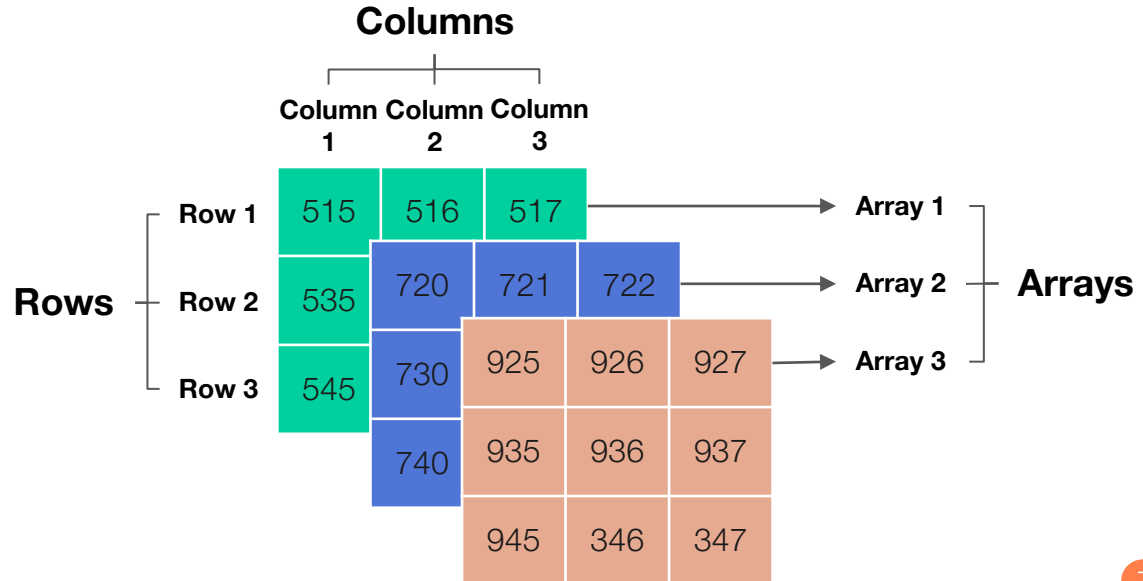 Columns
Column Column Column
1 2 3
Row 1 515 516 517 Array 1
Rows Row 2 535 720 721 722 Array 2 Arrays
Row 3 545 730 925 926 927 Array 3
740 935 936 937
945 346 347